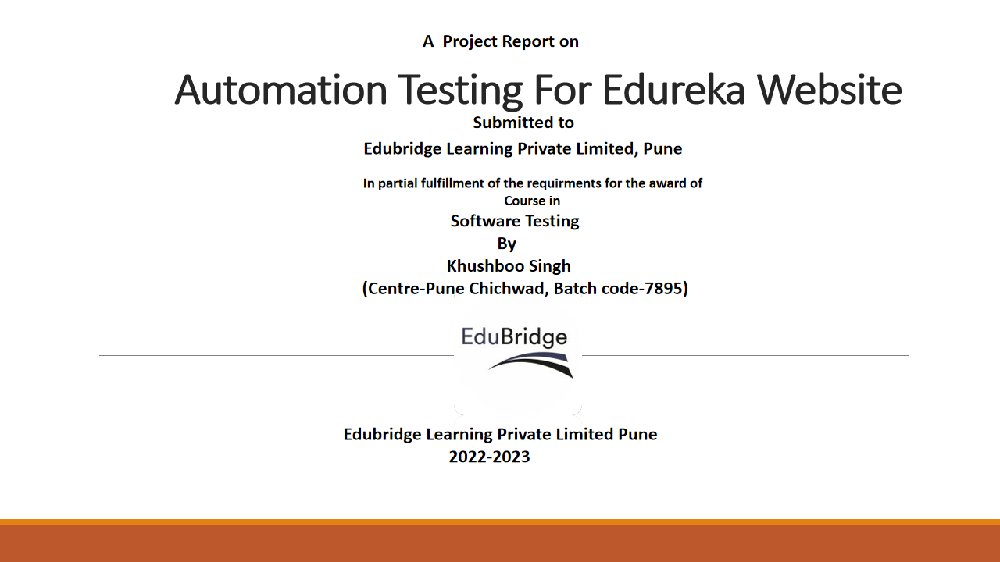 A Project Report on
Automation Testing For Edureka Website
Submitted to
Edubridge Learning Private Limited, Pune
In partial fulfillment of the requirments for the award of
Course in
Software Testing
By
Khushboo Singh
(Centre-Pune Chichwad, Batch code-7895)
EduBridge
Edubridge Learning Private Limited Pune
2022-2023